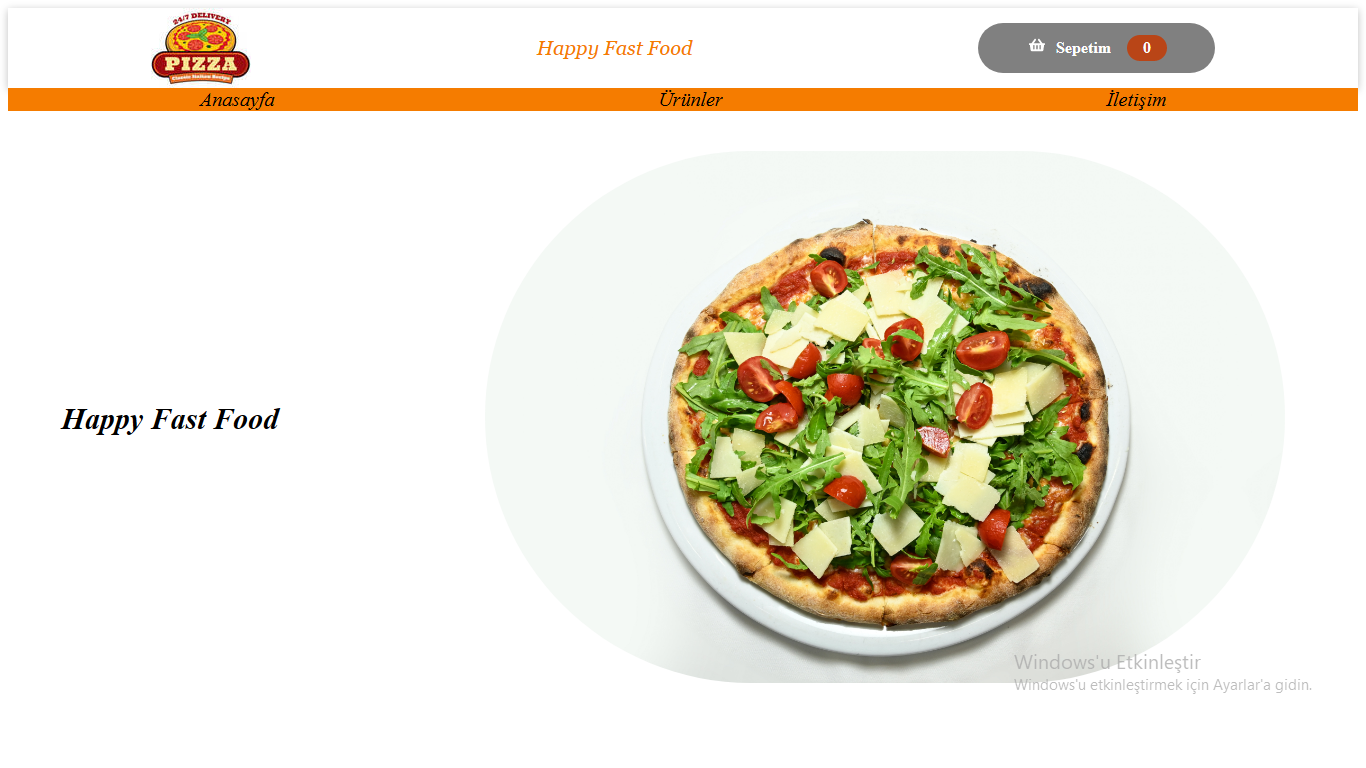 24/7 DELIVERY
PIZZA
Classic Italian Recipe
Happy Fast Food
Sepetim 0
Anasayfa Ürünler İletişim
Happy Fast Food
Windows'u Etkinleştir
Windows'u etkinleştirmek için Ayarlar'a gidin.